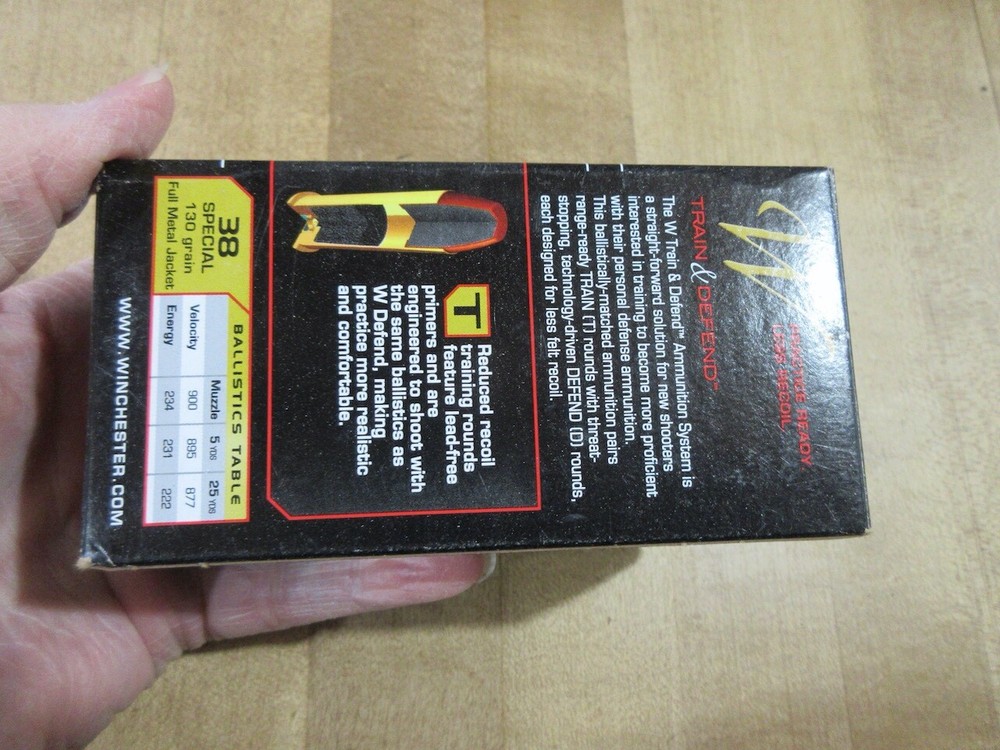 LESS RECOIL
TRAIN & DEFEND™
The W Train & Defend™ Ammunition System is
a straight-forward solution for new shooters
interested in training to become more proficient
with their personal defense ammunition.
This ballistically-matched ammunition pairs
range-ready TRAIN (T) rounds with threat-
stopping, technology-driven DEFEND (D) rounds,
each designed for less felt recoil.
T
Reduced recoil
training rounds
feature lead-free
primers and are
engineered to shoot with
the same ballistics as
W Defend, making
practice more realistic
and comfortable.
38
SPECIAL
130 grain
Full Metal Jacket
BALLISTICS TABLE
Muzzle 5 YDS 25 YDS
Velocity 900 895 877
Energy 234 231 222
WWW.WINCHESTER.COM